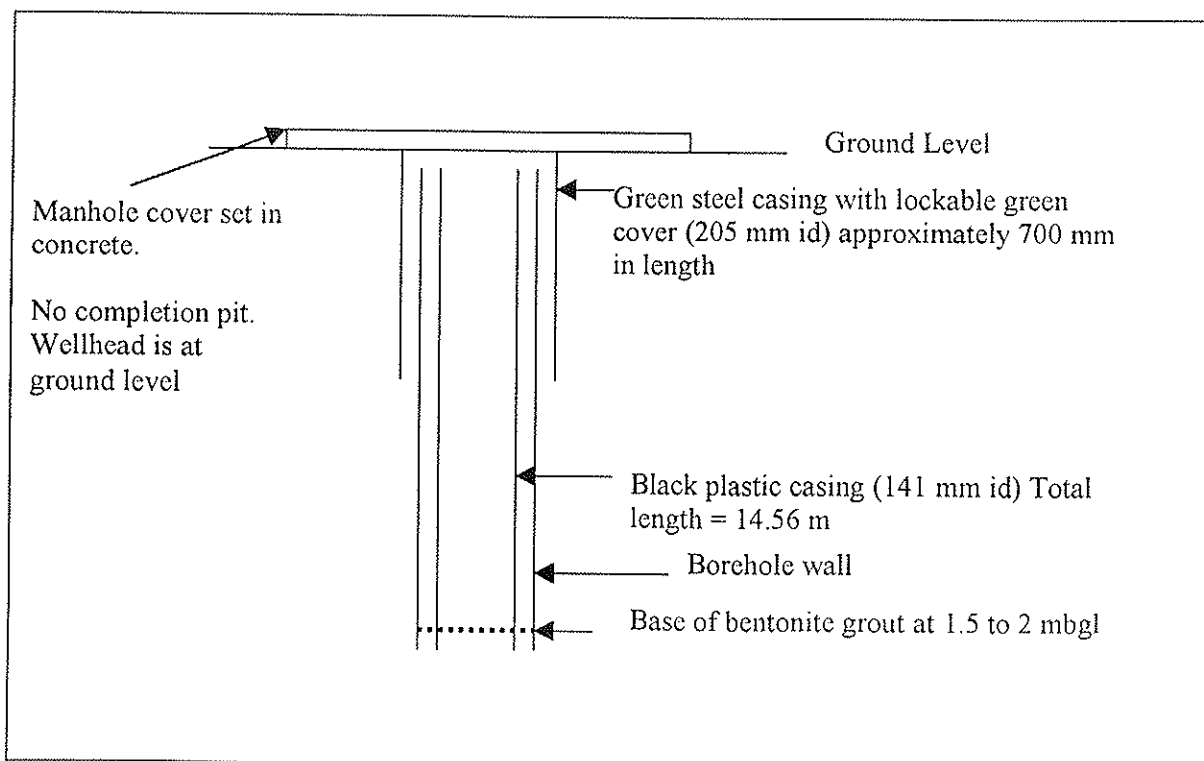 Ground Level
Manhole cover set in
concrete.
No completion pit.
Wellhead is at
ground level
Green steel casing with lockable green
cover (205 mm id) approximately 700 mm
in length
Black plastic casing (141 mm id) Total
length = 14.56 m
Borehole wall
Base of bentonite grout at 1.5 to 2 mbgl